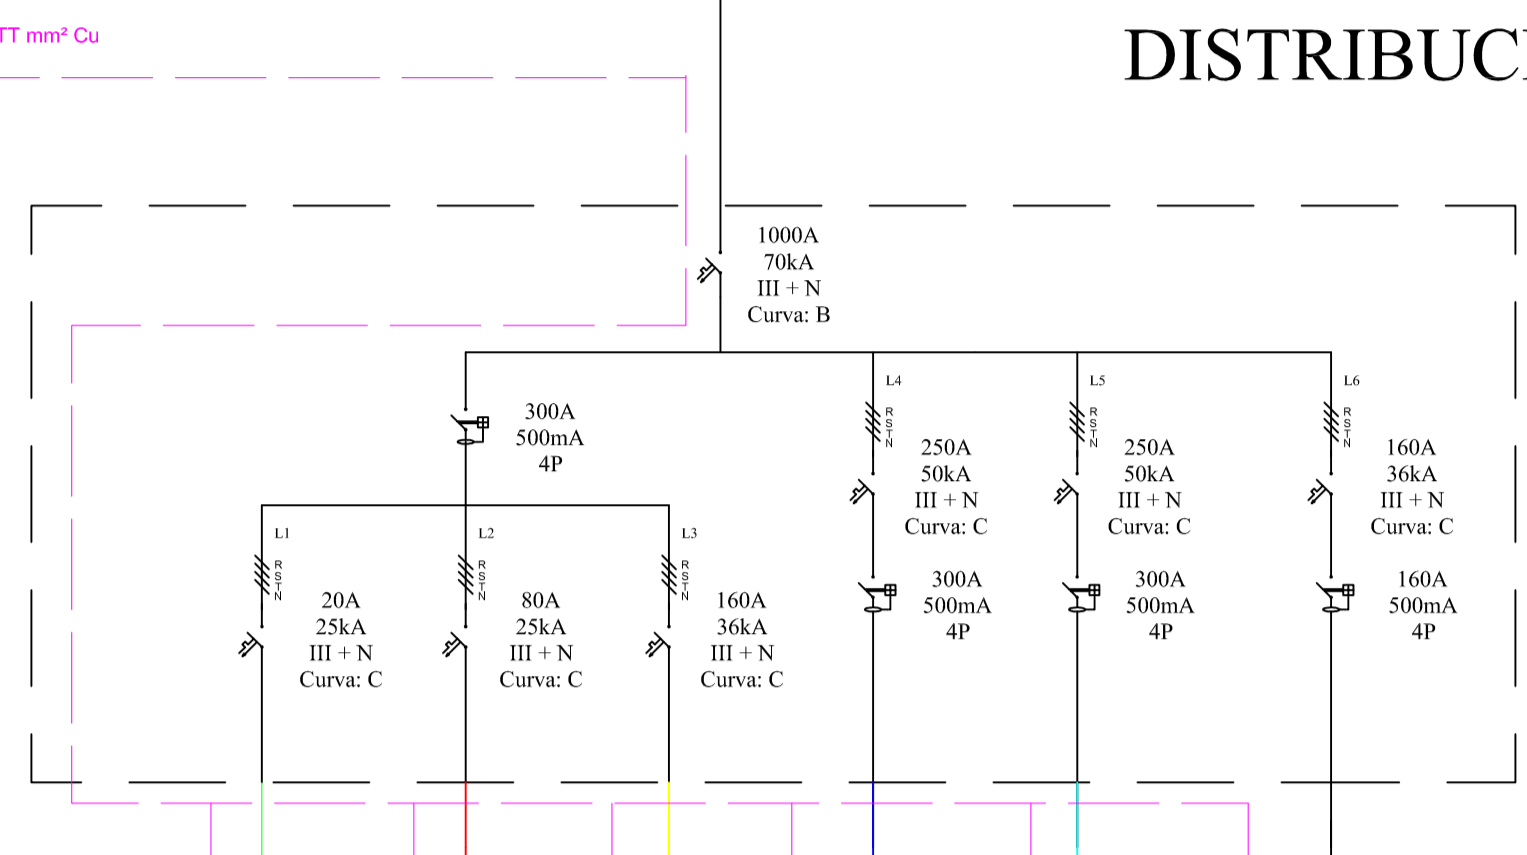 TT mm² Cu
DISTRIBUC
1000A
70kA
III + N
Curva: B
300A
500mA
4P
L1
R
S
T
N
20A
25kA
III + N
Curva: C
L2
R
S
T
N
80A
25kA
III + N
Curva: C
L3
R
S
T
N
160A
36kA
III + N
Curva: C
L4
R
S
T
N
250A
50kA
III + N
Curva: C
300A
500mA
4P
L5
R
S
T
N
250A
50kA
III + N
Curva: C
300A
500mA
4P
L6
R
S
T
N
160A
36kA
III + N
Curva: C
160A
500mA
4P